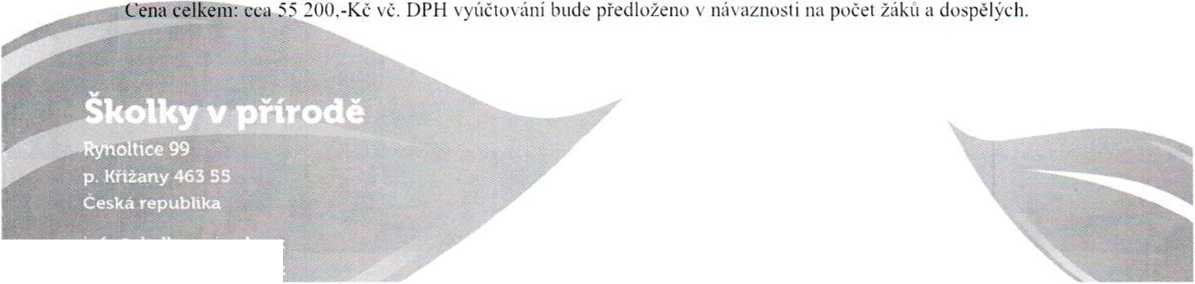 Cena celkem: cca 55 200,-Kč vč. DPH vyúčtování bude předloženo v návaznosti na počet žáků a dospělých.
Školky v přírodě
Rynoltice 99
p. Křižany 463 55
Česká republika